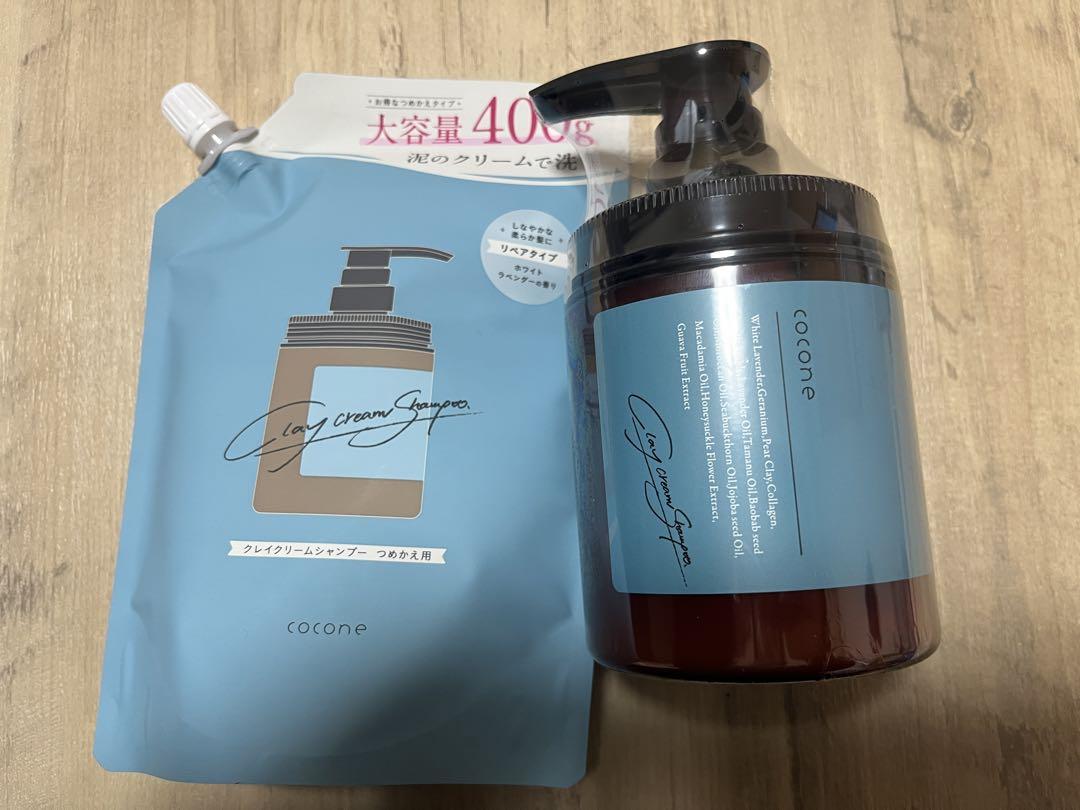 お得なつめかえタイプ
大容量 400g
泥のクリームで洗
しなやかな
柔らか髪に
リペアタイプ
ホワイト
ラベンダーの香り
Clay cream Shampoo.
クレイクリームシャンプー つめかえ用
cocone
cocone
White Lavender,Geranium,Peat Clay,Collagen,
Oil,Tamanu Oil,Baobab seed
Oil,Seabuckthorn Oil,Jojoba seed Oil,
Macadamia Oil,Honeysuckle Flower Extract,
Guava Fruit Extract
Clay cream Shampoo.